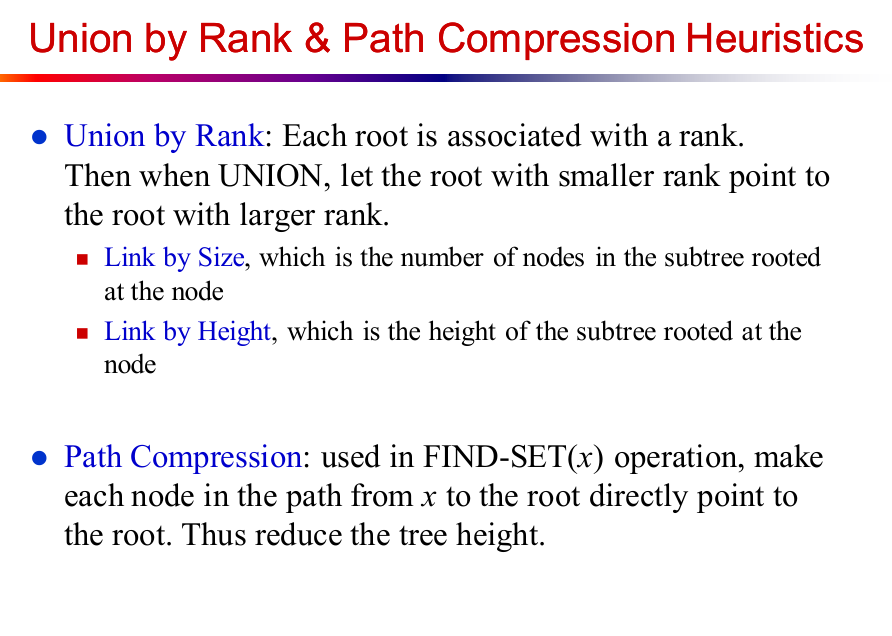 Union by Rank & Path Compression Heuristics
Union by Rank: Each root is associated with a rank.
Then when UNION, let the root with smaller rank point to
the root with larger rank.
Link by Size, which is the number of nodes in the subtree rooted
at the node
Link by Height, which is the height of the subtree rooted at the
node
Path Compression: used in FIND-SET(x) operation, make
each node in the path from x to the root directly point to
the root. Thus reduce the tree height.